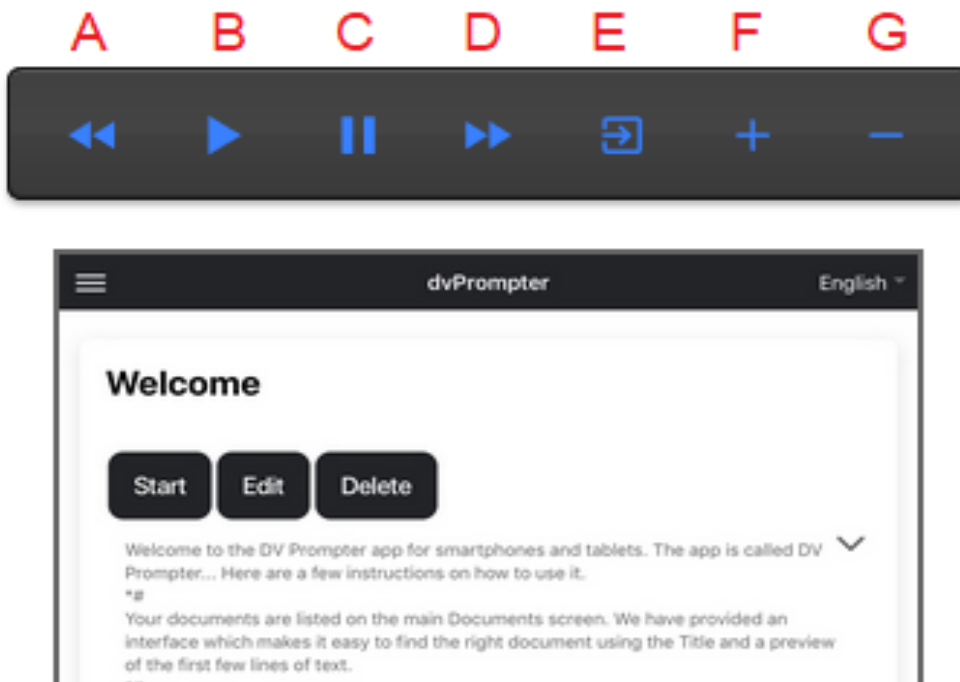 A B C D E F G
dvPrompter English
Welcome
Start Edit Delete
Welcome to the DV Prompter app for smartphones and tablets. The app is called DV
Prompter... Here are a few instructions on how to use it.
*#
Your documents are listed on the main Documents screen. We have provided an
interface which makes it easy to find the right document using the Title and a preview
of the first few lines of text.